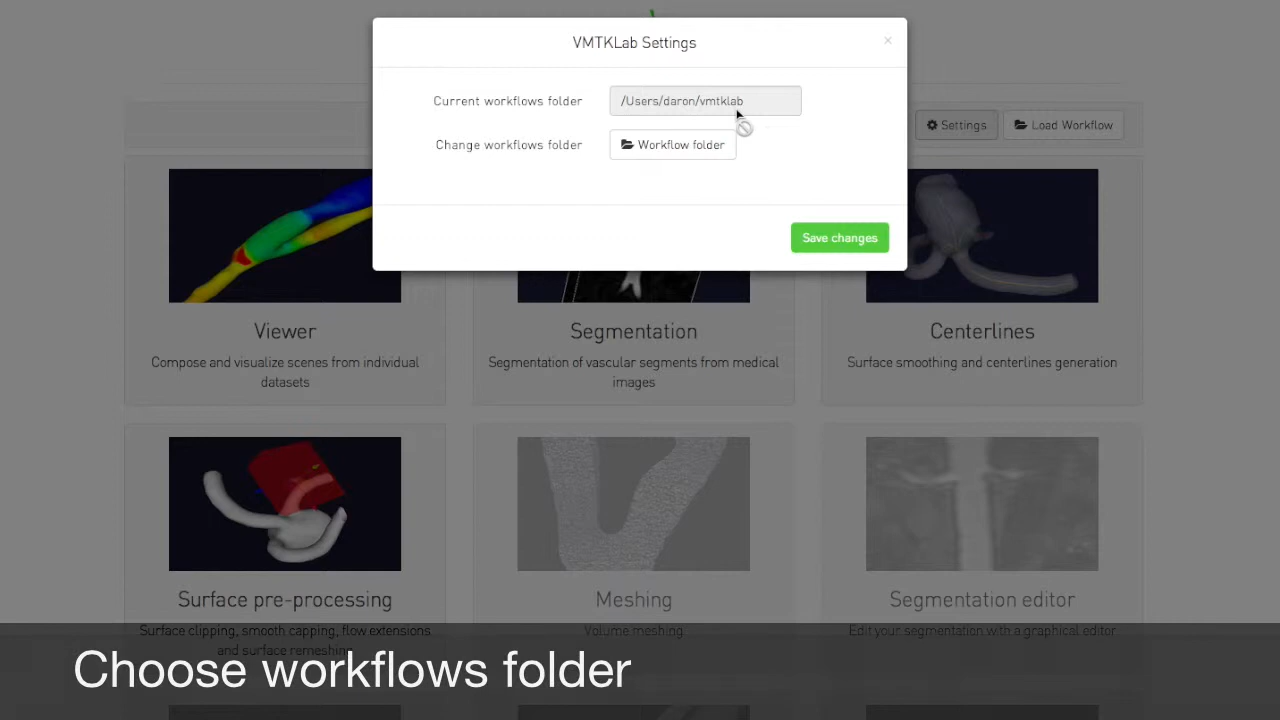 VMTKLab Settings
×
Current workflows folder
/Users/daron/vmtklab
Change workflows folder
Workflow folder
Save changes
Settings
Load Workflow
Viewer
Compose and visualize scenes from individual
datasets
Segmentation
Segmentation of vascular segments from medical
images
Centerlines
Surface smoothing and centerlines generation
Surface pre-processing
Surface clipping, smooth capping, flow extensions
and surface remeshing
Meshing
Volume meshing
Segmentation editor
Edit your segmentation with a graphical editor
Choose workflows folder